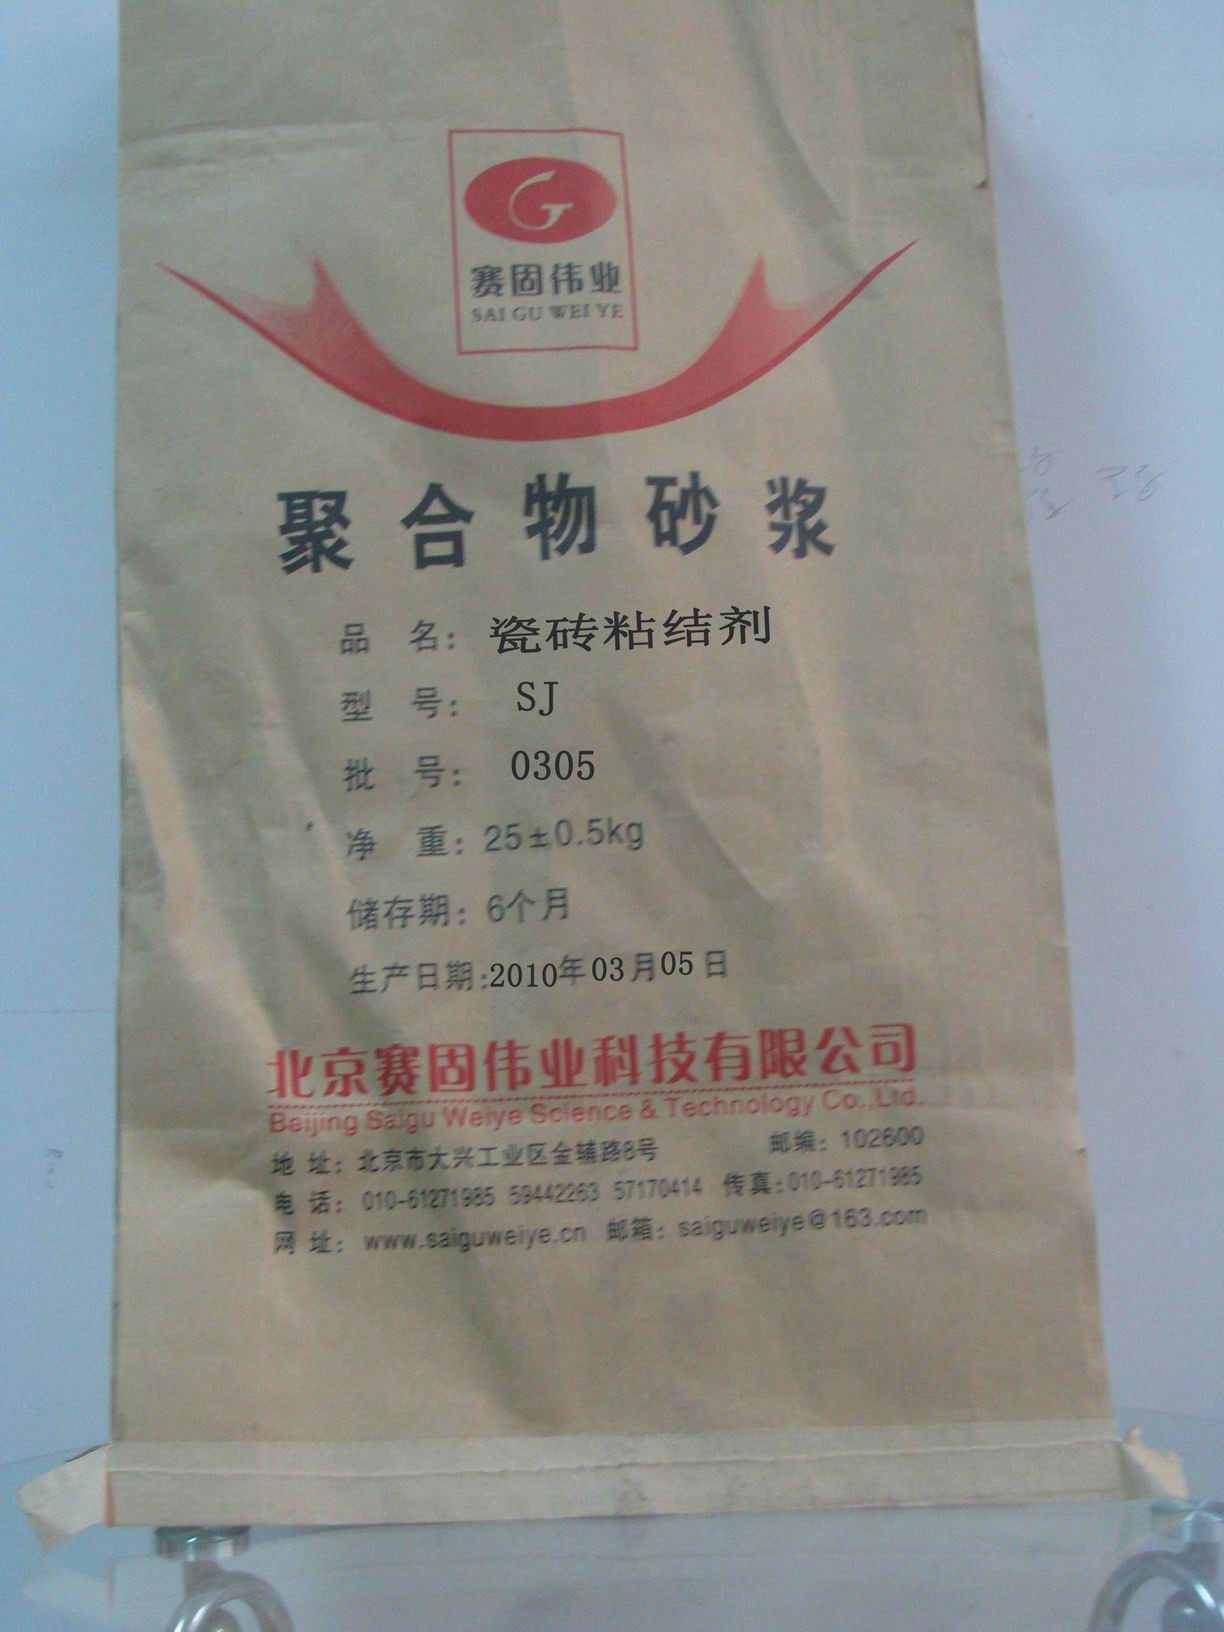 赛固伟业
SAI GU WEI YE
聚合物砂浆
品 名：瓷砖粘结剂
型 号： SJ
批 号： 0305
净 重：25±0.5kg
储存期：6个月
生产日期:2010年03月05日
北京赛固伟业科技有限公司
Beijing Saigu Weiye Science & Technology Co.,Ltd.
地 址：北京市大兴工业区金辅路8号 邮编：102600
电 话： 010-61271985 59442263 57170414 传真：010-61271985
网 址： www.saiguweiye.cn 邮箱：saiguweiye@163.com